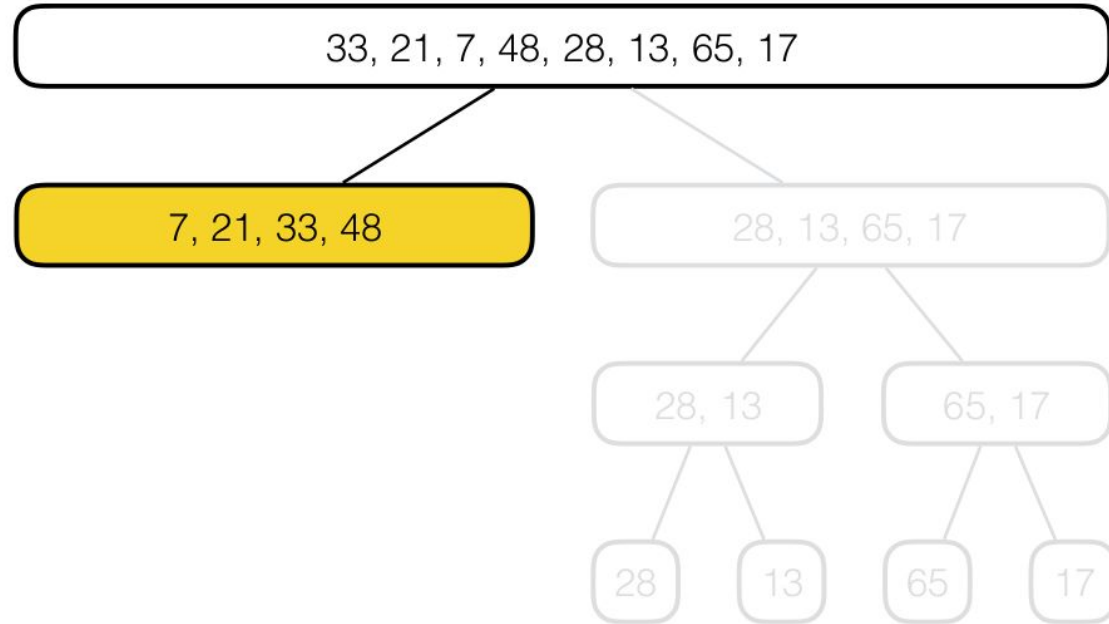 33, 21, 7, 48, 28, 13, 65, 17
7, 21, 33, 48
28, 13, 65, 17
28, 13
65, 17
28
13
65
17